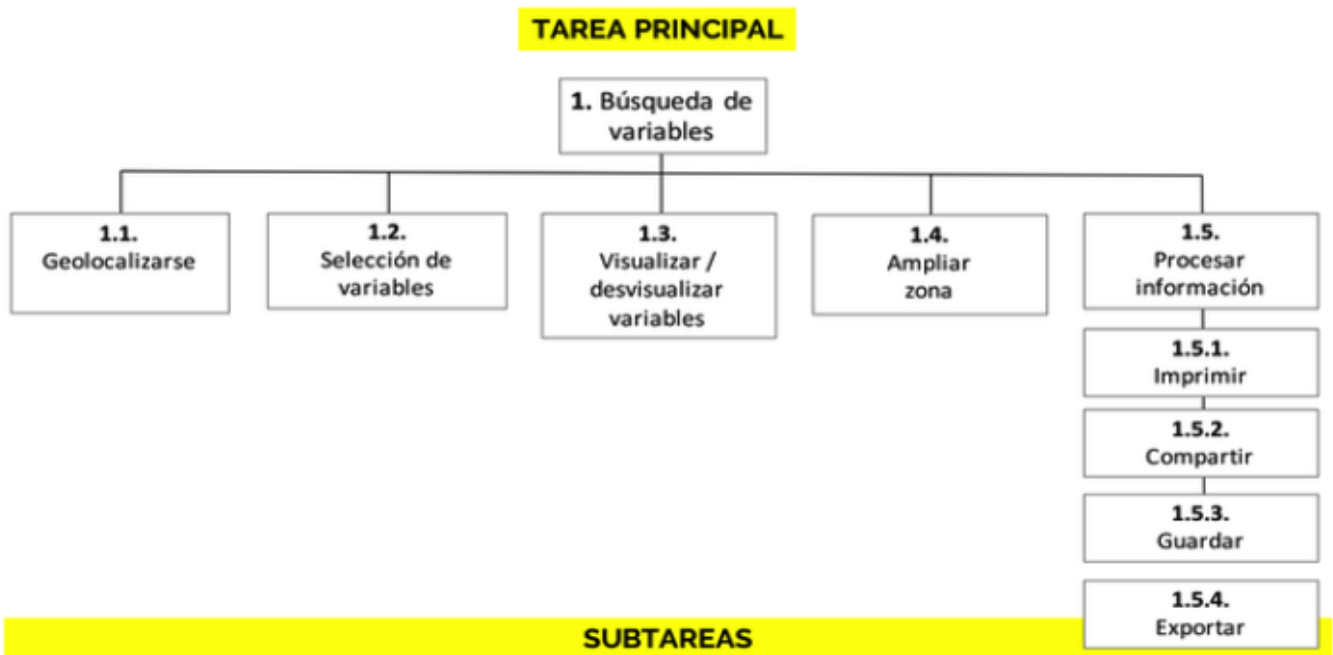 TAREA PRINCIPAL
1. Búsqueda de
variables
1.1.
Geolocalizarse
1.2.
Selección de
variables
1.3.
Visualizar /
desvisualizar
variables
1.4.
Ampliar
zona
1.5.
Procesar
información
1.5.1.
Imprimir
1.5.2.
Compartir
1.5.3.
Guardar
1.5.4.
Exportar
SUBTAREAS